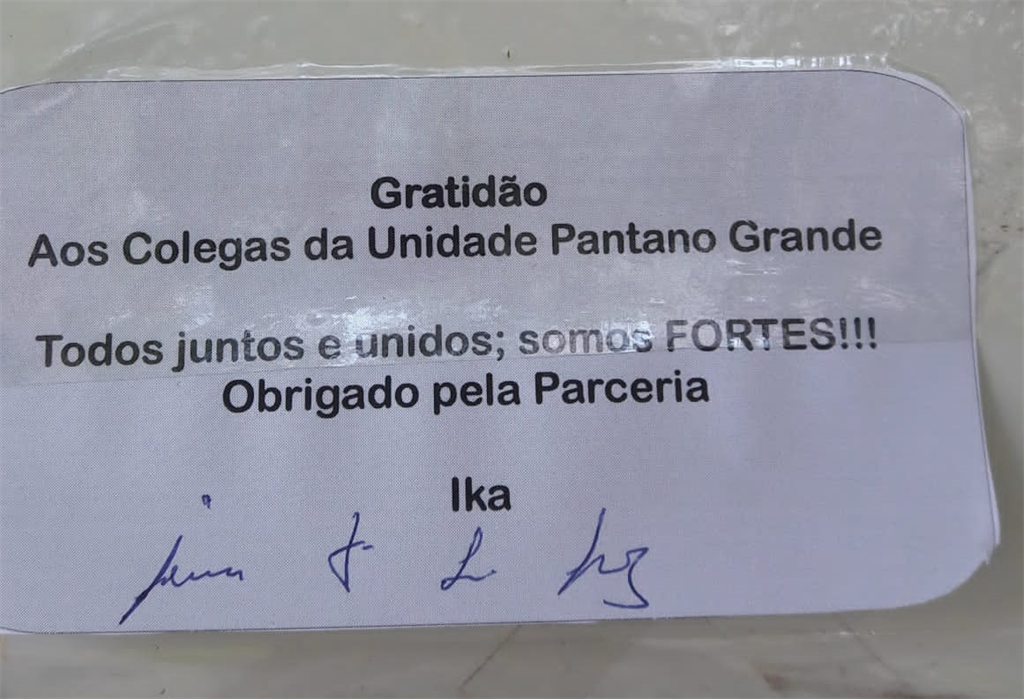 Gratidão
Aos Colegas da Unidade Pantano Grande
Todos juntos e unidos; somos FORTES!!!
Obrigado pela Parceria
Ika